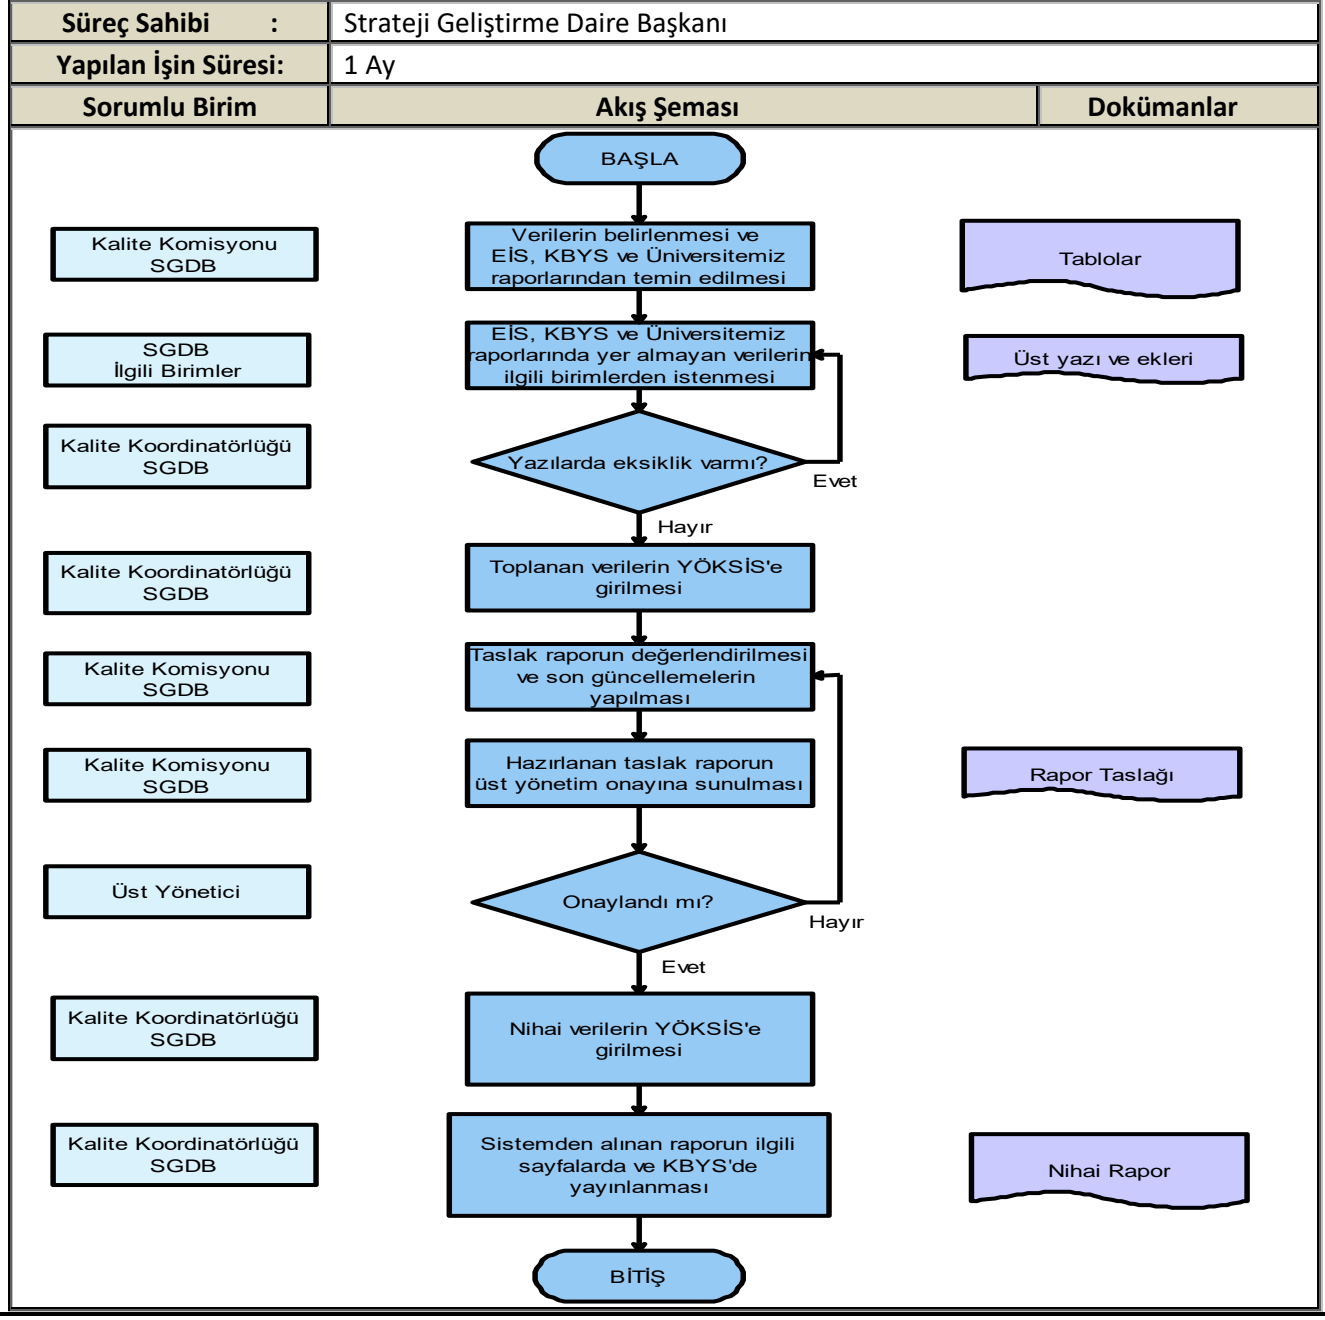 Süreç Sahibi :
Strateji Geliştirme Daire Başkanı
Yapılan İşin Süresi:
1 Ay
Sorumlu Birim
Akış Şeması
Dokümanlar
BAŞLA
Kalite Komisyonu
SGDB
Verilerin belirlenmesi ve
EİS, KBYS ve Üniversitemiz
raporlarından temin edilmesi
Tablolar
SGDB
İlgili Birimler
EİS, KBYS ve Üniversitemiz
raporlarında yer almayan verilerin
ilgili birimlerden istenmesi
Üst yazı ve ekleri
Kalite Koordinatörlüğü
SGDB
Yazılarda eksiklik varmı?
Evet
Hayır
Kalite Koordinatörlüğü
SGDB
Toplanan verilerin YÖKSİS'e
girilmesi
Kalite Komisyonu
SGDB
Taslak raporun değerlendirilmesi
ve son güncellemelerin
yapılması
Kalite Komisyonu
SGDB
Hazırlanan taslak raporun
üst yönetim onayına sunulması
Rapor Taslağı
Üst Yönetici
Onaylandı mı?
Hayır
Evet
Kalite Koordinatörlüğü
SGDB
Nihai verilerin YÖKSİS'e
girilmesi
Kalite Koordinatörlüğü
SGDB
Sistemden alınan raporun ilgili
sayfalarda ve KBYS'de
yayınlanması
Nihai Rapor
BİTİŞ